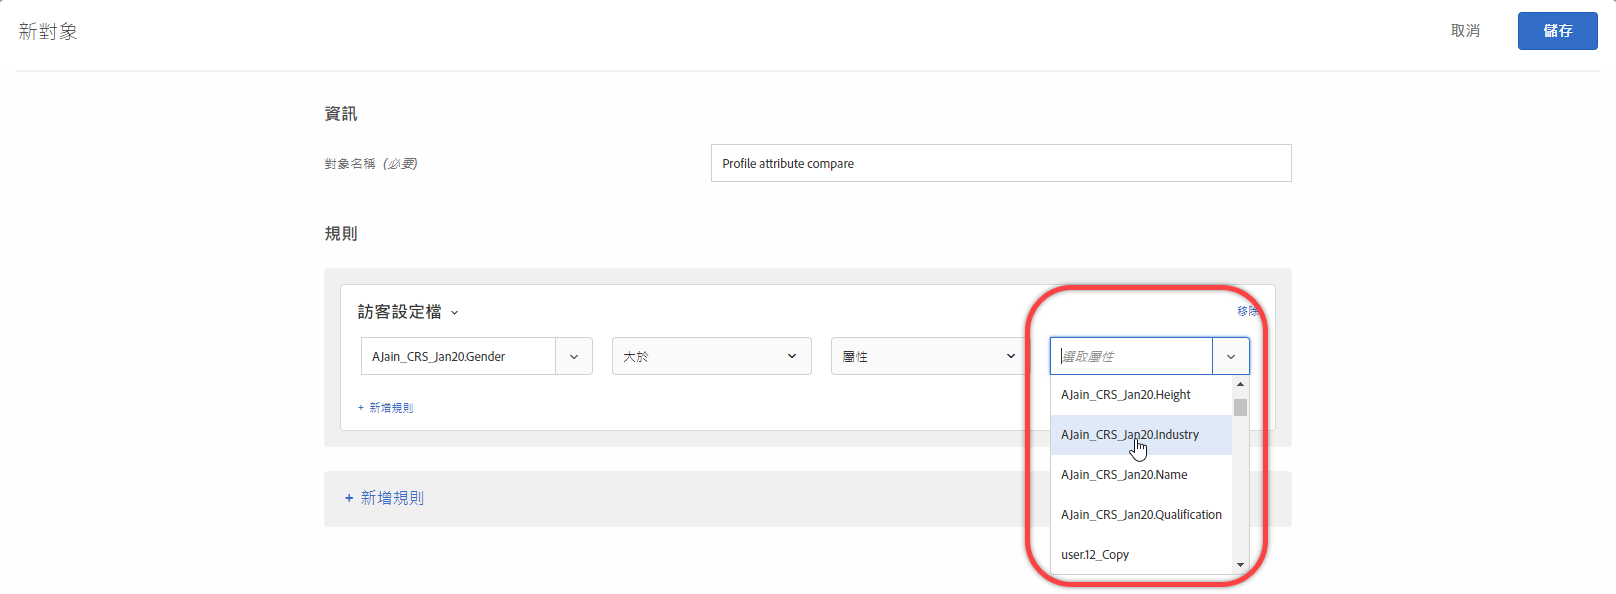 新對象
取消
儲存
資訊
對象名稱 (必要)
Profile attribute compare
規則
訪客設定檔
移除
AJain_CRS_Jan20.Gender
大於
屬性
選取屬性
AJain_CRS_Jan20.Height
AJain_CRS_Jan20.Industry
AJain_CRS_Jan20.Name
AJain_CRS_Jan20.Qualification
user.12_Copy
+ 新增規則
+ 新增規則